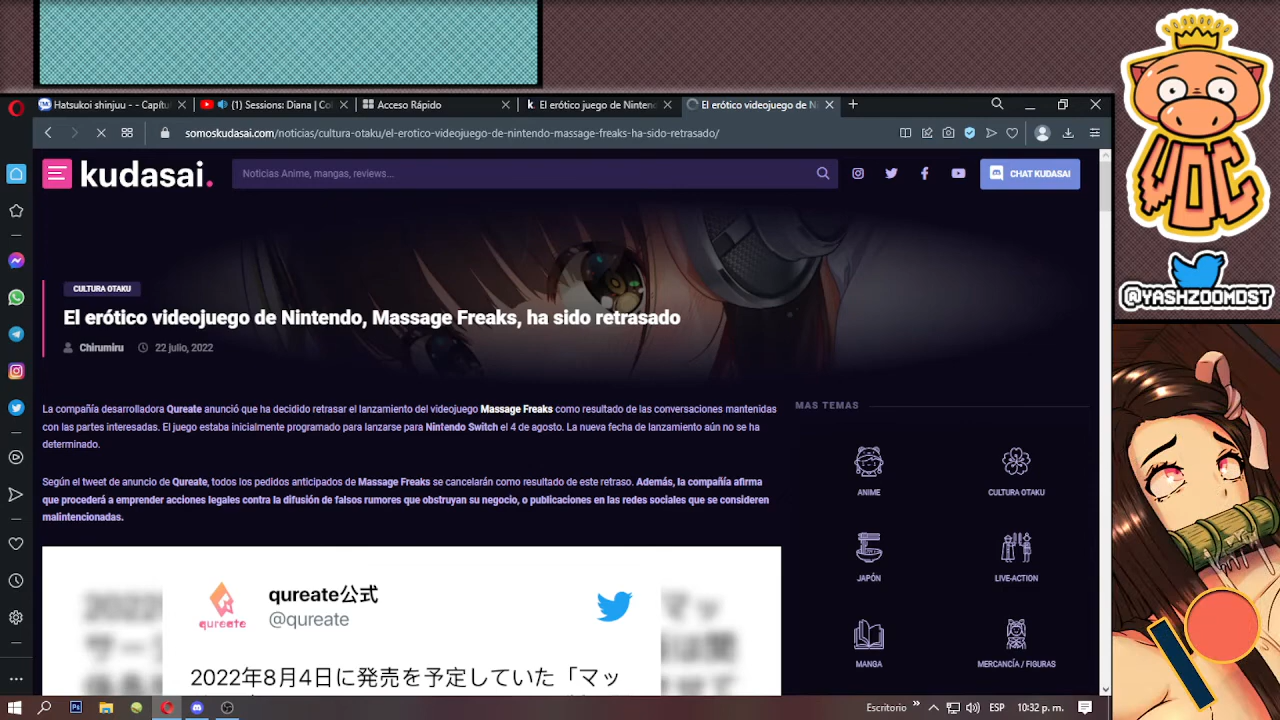 Hatsukoi shinjuu - - Capítu
(1) Sessions: Diana | Col
Acceso Rápido
k. El erótico juego de Ninten
El erótico videojuego de Ni
somoskudasai.com/noticias/cultura-otaku/el-erotico-videojuego-de-nintendo-massage-freaks-ha-sido-retrasado/
kudasai.
Noticias Anime, mangas, reviews...
CHAT KUDASAI
CULTURA OTAKU
El erótico videojuego de Nintendo, Massage Freaks, ha sido retrasado
Chirumiru
22 julio, 2022
La compañía desarrolladora Qureate anunció que ha decidido retrasar el lanzamiento del videojuego Massage Freaks como resultado de las conversaciones mantenidas
con las partes interesadas. El juego estaba inicialmente programado para lanzarse para Nintendo Switch el 4 de agosto. La nueva fecha de lanzamiento aún no se ha
determinado.
Según el tweet de anuncio de Qureate, todos los pedidos anticipados de Massage Freaks se cancelarán como resultado de este retraso. Además, la compañía afirma
que procederá a emprender acciones legales contra la difusión de falsos rumores que obstruyan su negocio, o publicaciones en las redes sociales que se consideren
malintencionadas.
qureate
qureate公式
@qureate
2022年8月4日に発売を予定していた「マッ
MAS TEMAS
ANIME
CULTURA OTAKU
JAPÓN
LIVE-ACTION
MANGA
MERCANCÍA / FIGURAS
@YASHZOOMDST
Escritorio
ESP
10:32 p. m.